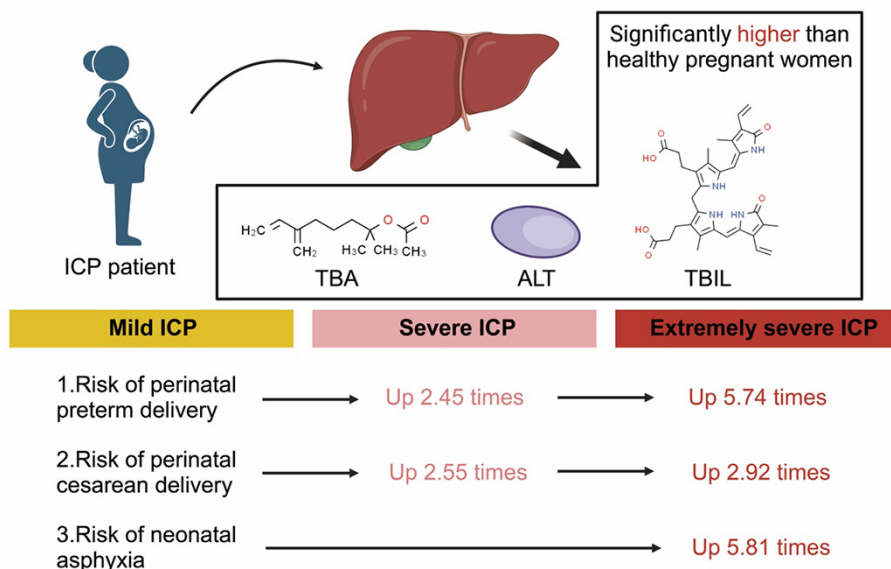 Significantly higher than
healthy pregnant women
ICP patient
H₂C
CH₂
O
O
H₃C
CH₃
CH₃
TBA
ALT
O
HO
O
NH
NH
NH
HN
O
O
HO
TBIL
Mild ICP
Severe ICP
Extremely severe ICP
1.Risk of perinatal
preterm delivery
Up 2.45 times
Up 5.74 times
2.Risk of perinatal
cesarean delivery
Up 2.55 times
Up 2.92 times
3.Risk of neonatal
asphyxia
Up 5.81 times